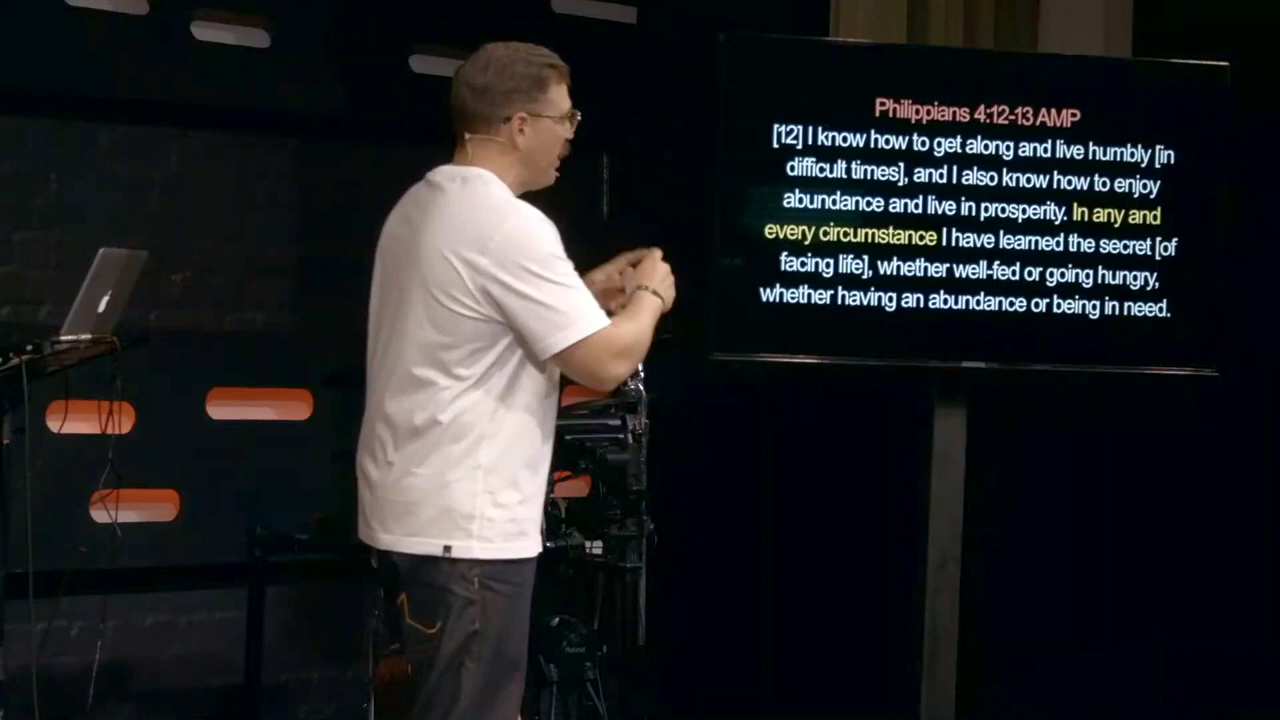 Philippians 4:12-13 AMP
[12] I know how to get along and live humbly [in
difficult times], and I also know how to enjoy
abundance and live in prosperity. In any and
every circumstance I have learned the secret [of
facing life], whether well-fed or going hungry,
whether having an abundance or being in need.
Roland